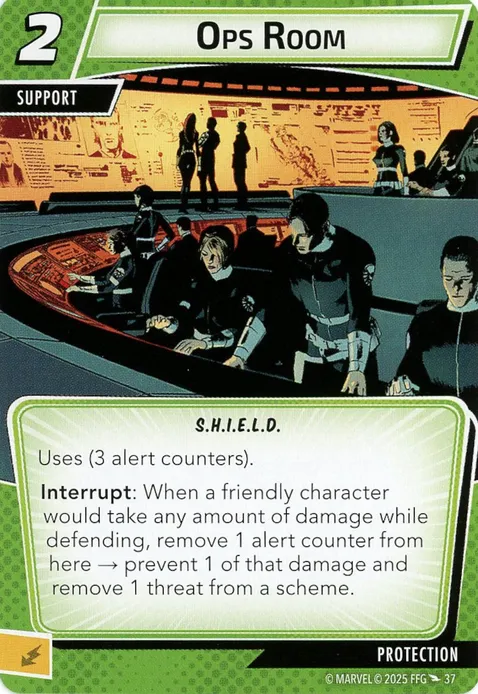 2
OPS ROOM
SUPPORT
S.H.I.E.L.D.
Uses (3 alert counters).
Interrupt: When a friendly character
would take any amount of damage while
defending, remove 1 alert counter from
here → prevent 1 of that damage and
remove 1 threat from a scheme.
PROTECTION
© MARVEL © 2025 FFG 37